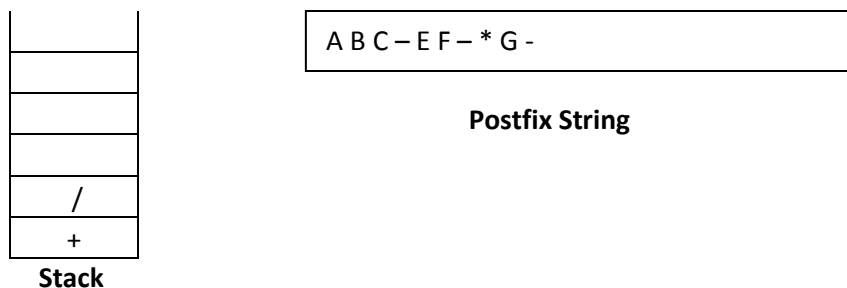 A B C – E F – * G -
Postfix String
/
+
Stack